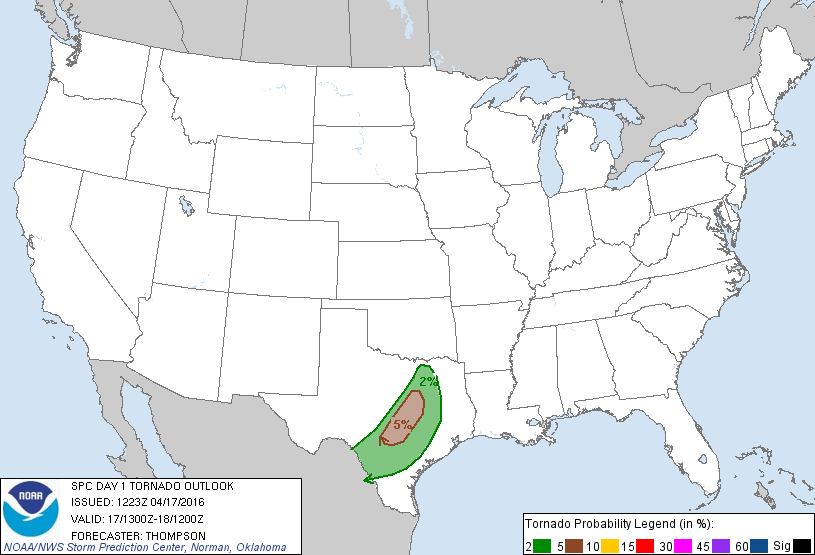 2%
5%
NOAA
SPC DAY 1 TORNADO OUTLOOK
ISSUED: 1223Z 04/17/2016
VALID: 17/1300Z-18/1200Z
FORECASTER: THOMPSON
NOAA/NWS Storm Prediction Center, Norman, Oklahoma
Tornado Probability Legend (in %):
2 5 10 15 30 45 60 Sig